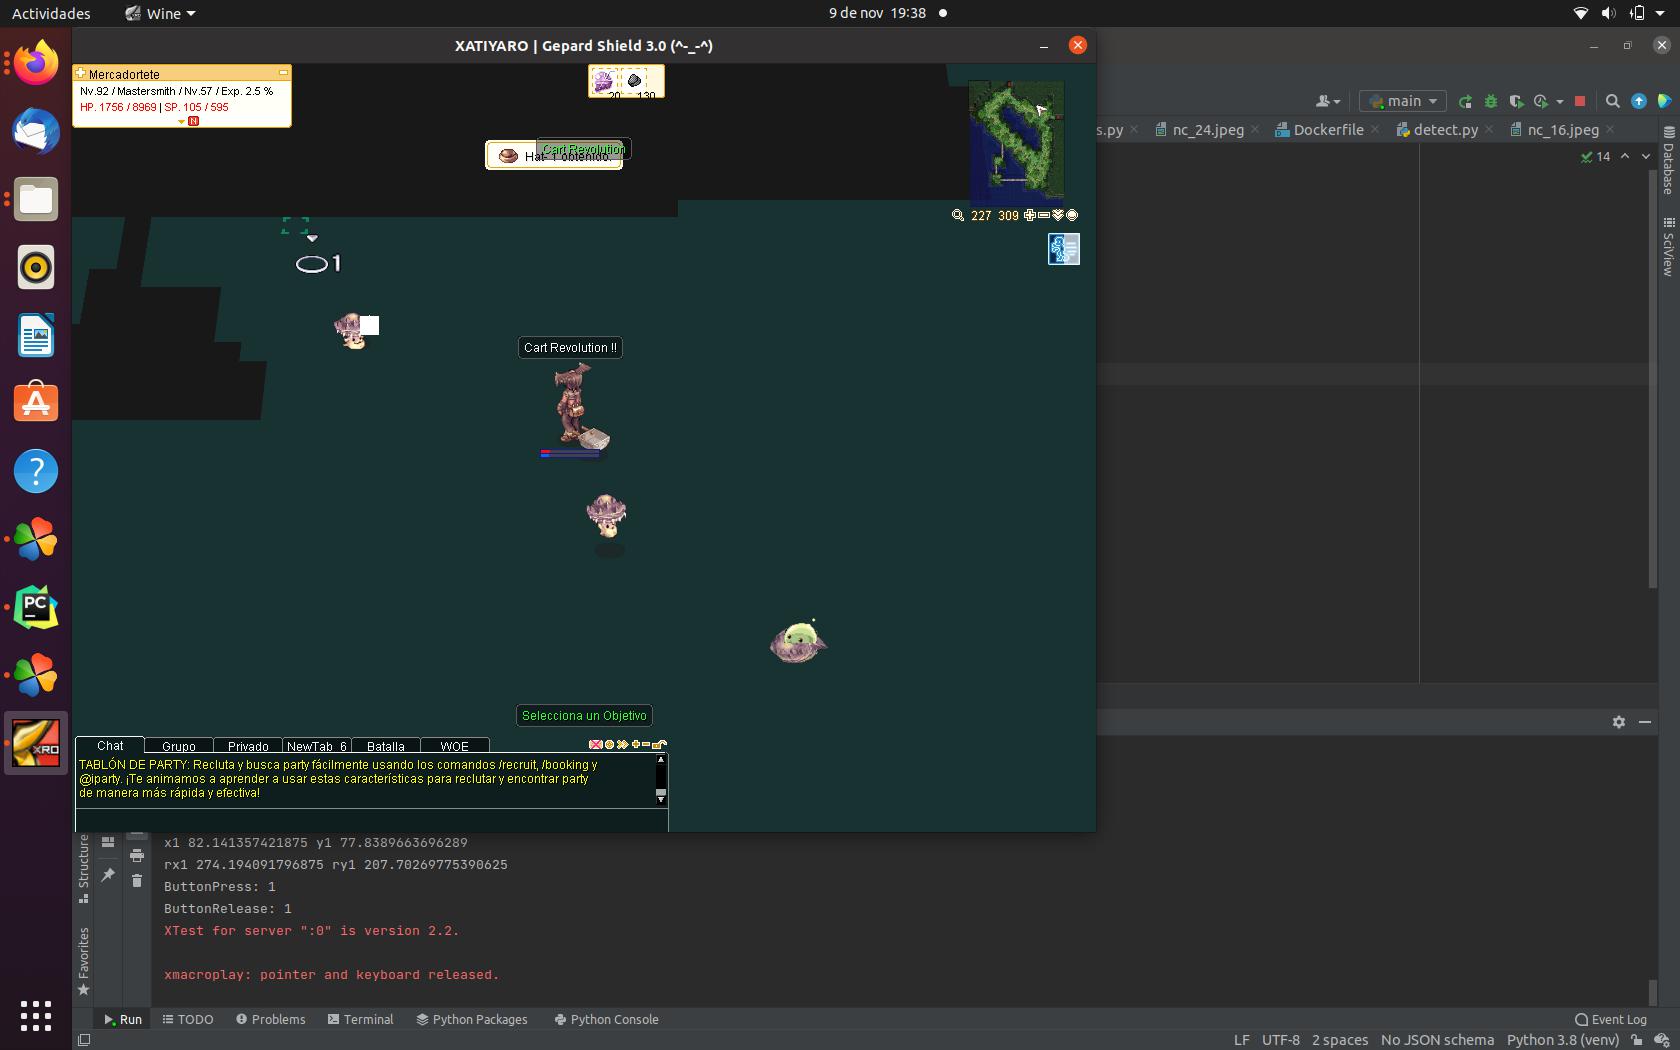 Actividades
Wine
9 de nov 19:38
XATIYARO | Gepard Shield 3.0 (^-_-^)
Mercadortete
Nv.92 / Mastersmith / Nv.57 / Exp. 2.5 %
HP. 1756 / 8969 | SP. 105 / 595
N
20
130
Cart Revolution
Hat- 1 obtenido.
227 309
main
s.py
nc_24.jpeg
Dockerfile
detect.py
nc_16.jpeg
14
Database
SciView
1
Cart Revolution !!
Selecciona un Objetivo
Chat
Grupo
Privado
NewTab 6
Batalla
WOE
TABLÓN DE PARTY: Recluta y busca party fácilmente usando los comandos /recruit, /booking y
@iparty. ¡Te animamos a aprender a usar estas características para reclutar y encontrar party
de manera más rápida y efectiva!
PC
XRO
Structure
Favorites
x1 82.141357421875 y1 77.8389663696289
rx1 274.194091796875 ry1 207.70269775390625
ButtonPress: 1
ButtonRelease: 1
XTest for server ":0" is version 2.2.
xmacroplay: pointer and keyboard released.
Run
TODO
Problems
Terminal
Python Packages
Python Console
Event Log
LF
UTF-8
2 spaces
No JSON schema
Python 3.8 (venv)